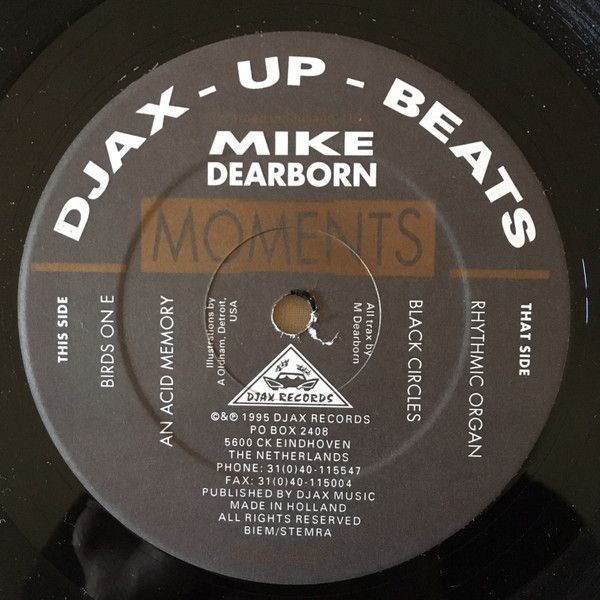 DJAX - UP - BEATS
MIKE
DEARBORN
MOMENTS
THIS SIDE
BIRDS ON E
AN ACID MEMORY
Illustrations by
A Oldnam, Detroit,
USA
All trax by
M Dearborn
BLACK CIRCLES
RHYTHMIC ORGAN
THAT SIDE
DJAX RECORDS
©&℗ 1995 DJAX RECORDS
PO BOX 2408
5600 CK EINDHOVEN
THE NETHERLANDS
PHONE: 31(0)40-115547
FAX: 31(0)40-115004
PUBLISHED BY DJAX MUSIC
MADE IN HOLLAND
ALL RIGHTS RESERVED
BIEM/STEMRA